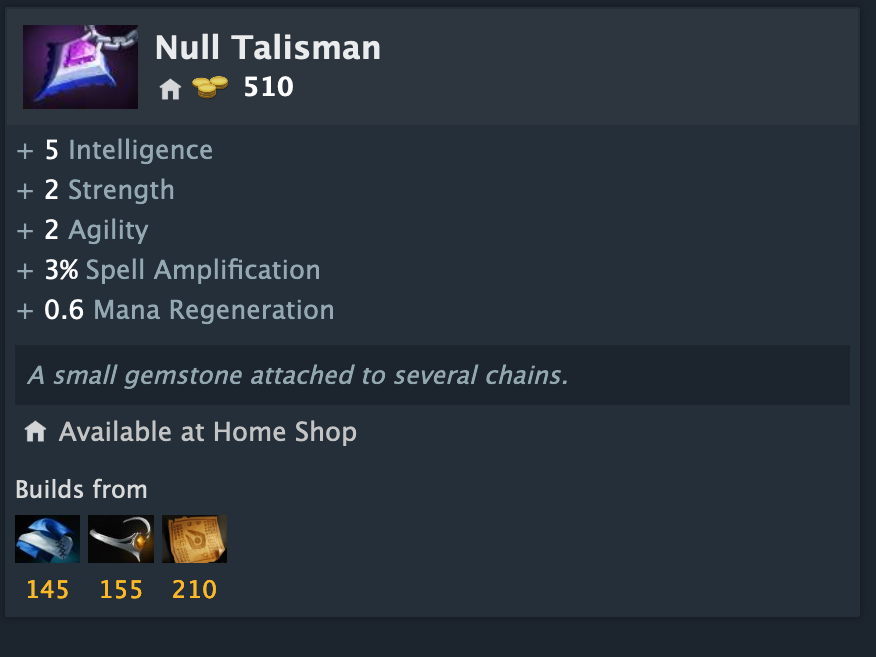 Null Talisman
510
+ 5 Intelligence
+ 2 Strength
+ 2 Agility
+ 3% Spell Amplification
+ 0.6 Mana Regeneration
A small gemstone attached to several chains.
Available at Home Shop
Builds from
145 155 210